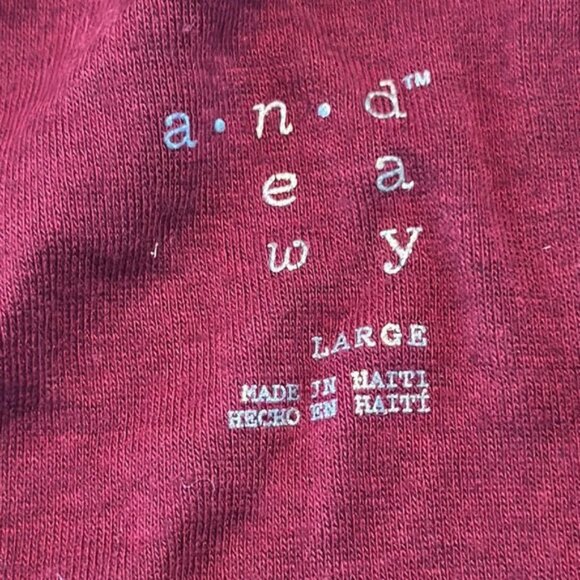 a·n·d™
e a
w y
LARGE
MADE IN HAITI
HECHO EN HAITÍ